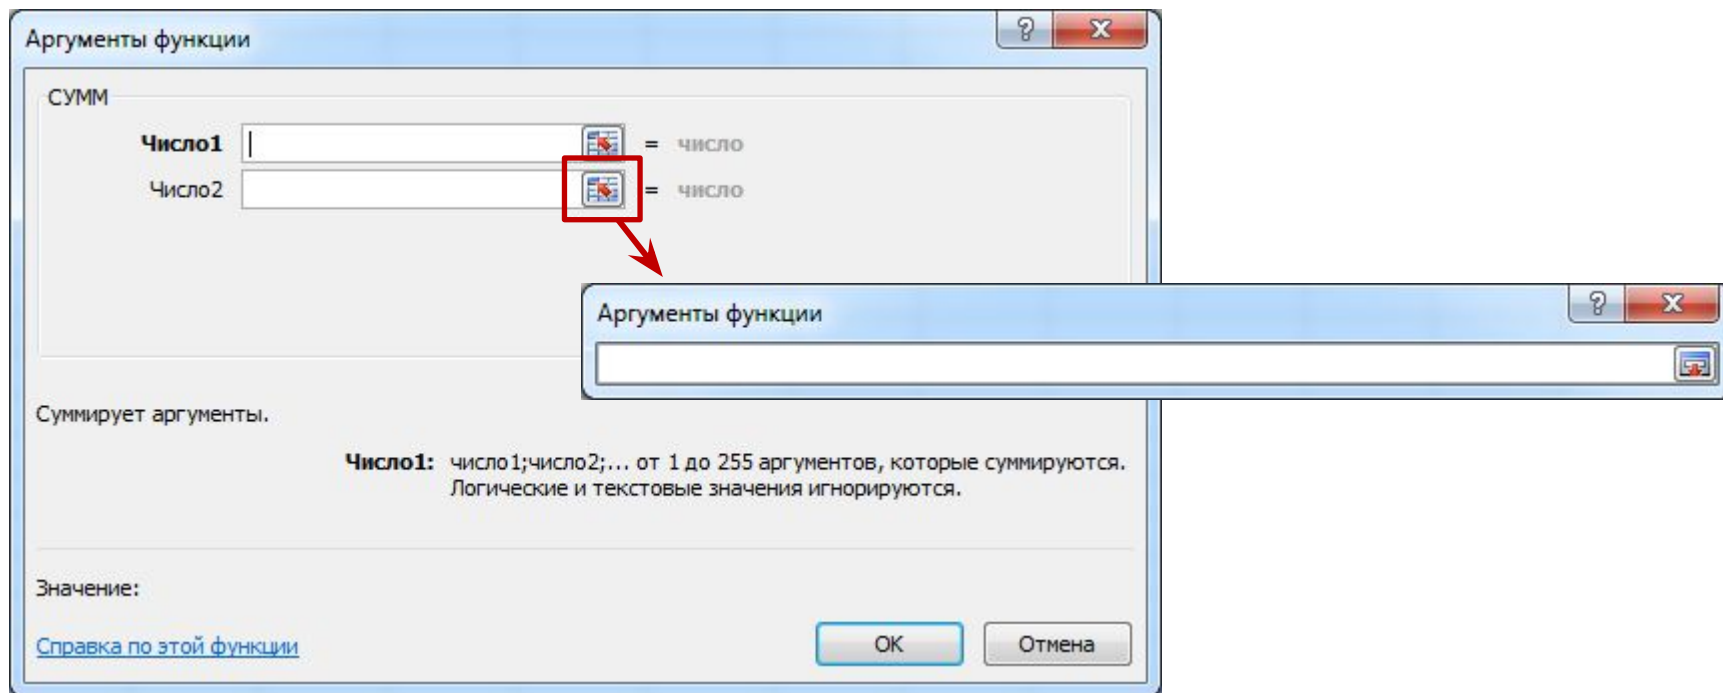 Аргументы функции
СУММ
Число1 = число
Число2 = число
Аргументы функции
Суммирует аргументы.
Число1: число1;число2;... от 1 до 255 аргументов, которые суммируются.
Логические и текстовые значения игнорируются.
Значение:
Справка по этой функции
ОК
Отмена